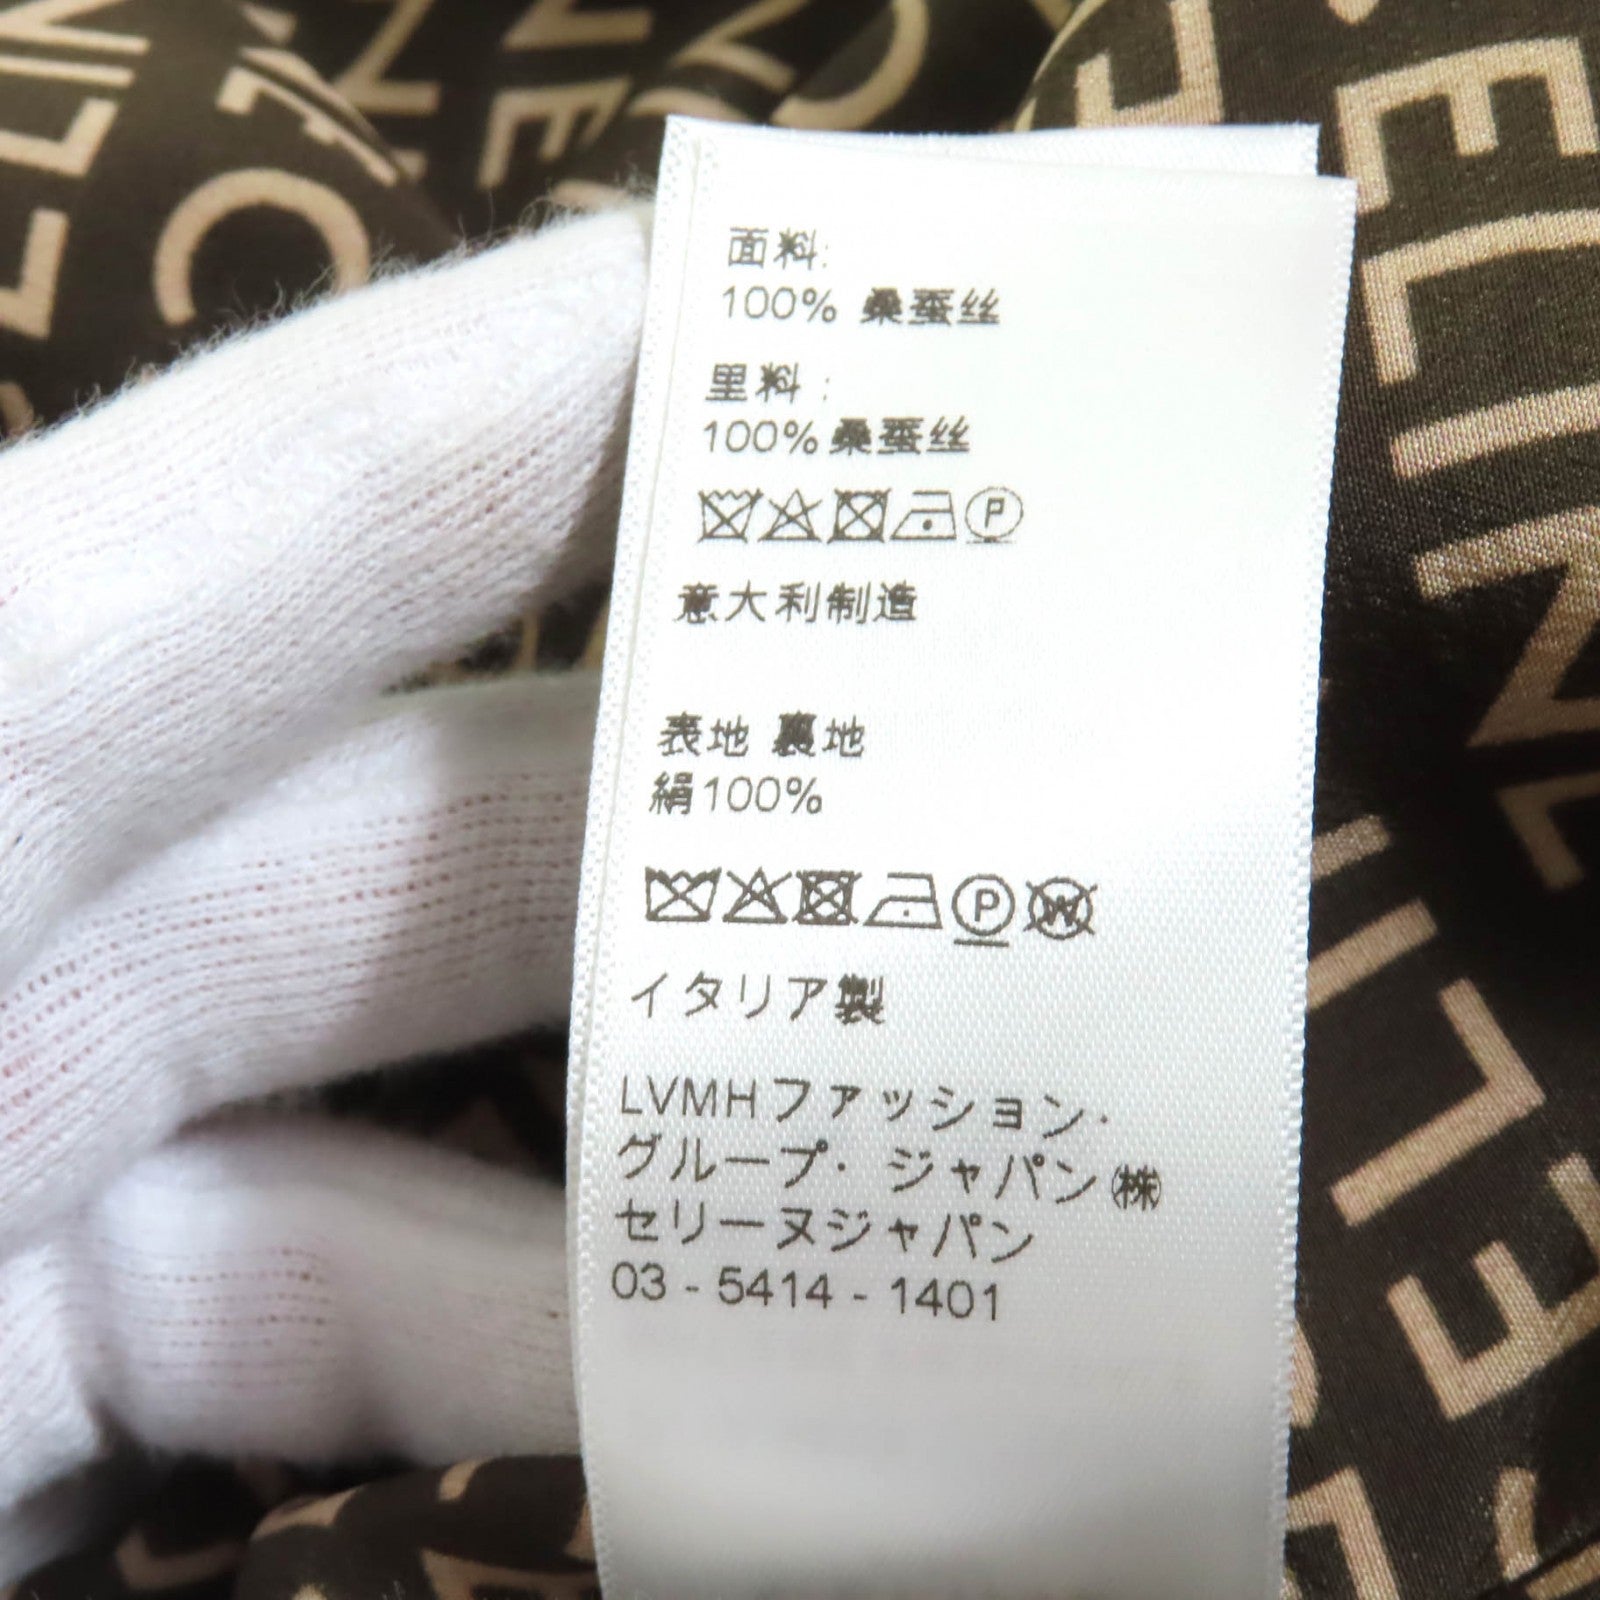 面料:
100% 桑蚕丝
里料:
100%桑蚕丝
P
意大利制造
表地 裏地
絹100%
P W
イタリア製
LVMHファッション·
グループ· ジャパン㈱
セリーヌジャパン
03 - 5414 - 1401